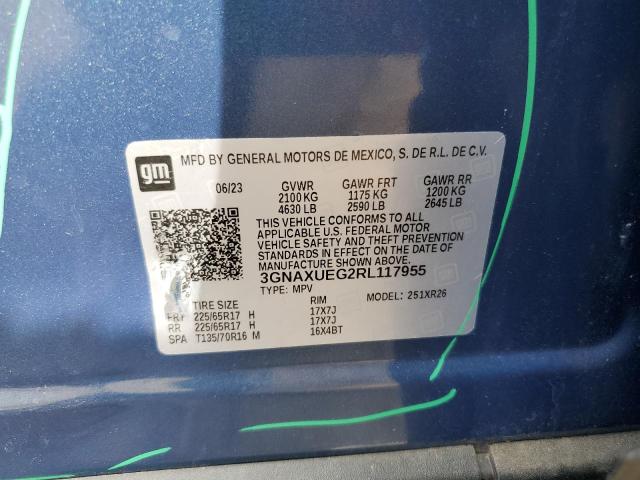 gm
MFD BY GENERAL MOTORS DE MEXICO, S. DE R.L. DE C.V.
06/23 GVWR GAWR FRT GAWR RR
2100 KG 1175 KG 1200 KG
4630 LB 2590 LB 2645 LB
THIS VEHICLE CONFORMS TO ALL
APPLICABLE U.S. FEDERAL MOTOR
VEHICLE SAFETY AND THEFT PREVENTION
STANDARDS IN EFFECT ON THE DATE OF
MANUFACTURE SHOWN ABOVE.
3GNAXUEG2RL117955
TYPE: MPV MODEL: 251XR26
TIRE SIZE RIM
FRT 225/65R17 H 17X7J
RR 225/65R17 H 17X7J
SPA T135/70R16 M 16X4BT